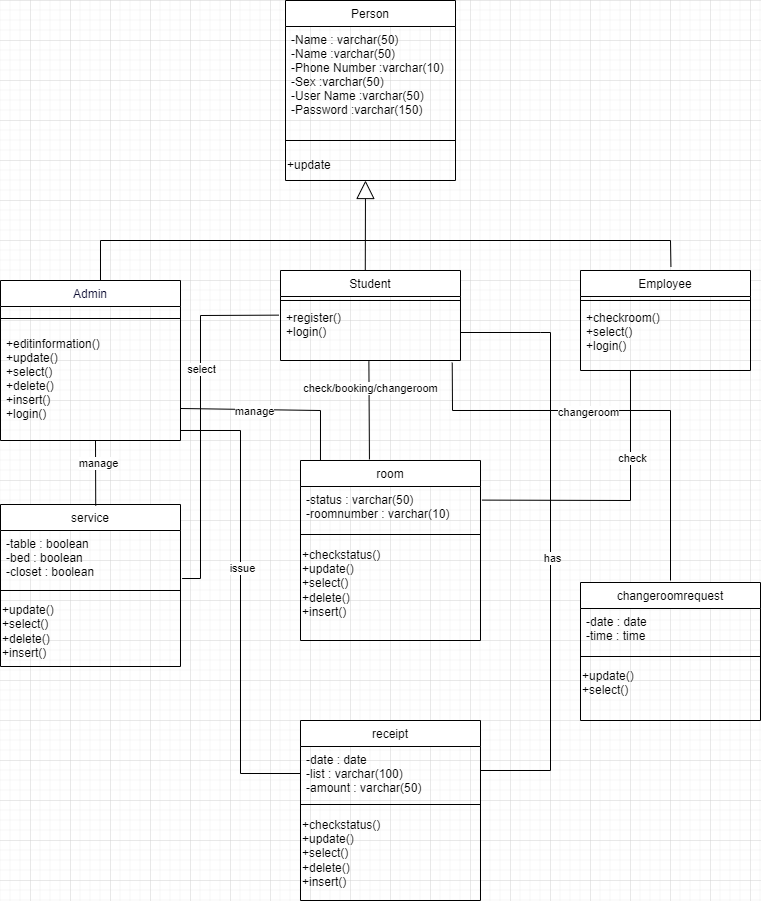 Person
-Name : varchar(50)
-Name :varchar(50)
-Phone Number :varchar(10)
-Sex :varchar(50)
-User Name :varchar(50)
-Password :varchar(150)
+update
Admin
+editinformation()
+update()
+select()
+delete()
+insert()
+login()
Student
+register()
+login()
Employee
+checkroom()
+select()
+login()
select
check/booking/changeroom
manage
changeroom
manage
check
service
-table : boolean
-bed : boolean
-closet : boolean
+update()
+select()
+delete()
+insert()
room
-status : varchar(50)
-roomnumber : varchar(10)
+checkstatus()
+update()
+select()
+delete()
+insert()
issue
has
changeroomrequest
-date : date
-time : time
+update()
+select()
receipt
-date : date
-list : varchar(100)
-amount : varchar(50)
+checkstatus()
+update()
+select()
+delete()
+insert()